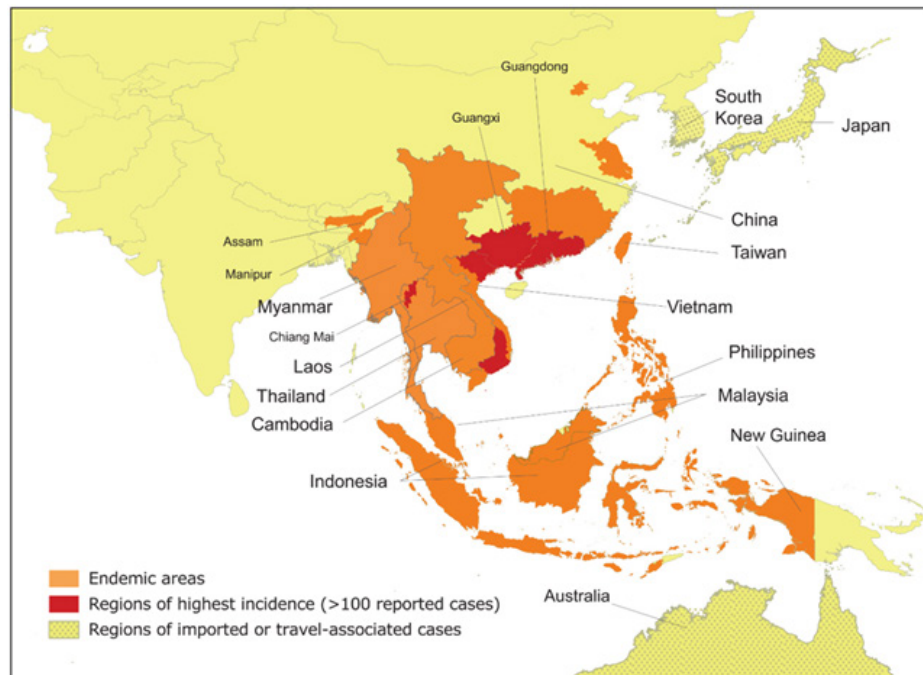 Guangdong
South
Korea
Guangxi
Japan
China
Assam
Taiwan
Manipur
Myanmar
Vietnam
Chiang Mai
Laos
Philippines
Thailand
Malaysia
Cambodia
New Guinea
Indonesia
Endemic areas
Regions of highest incidence (>100 reported cases)
Australia
Regions of imported or travel-associated cases